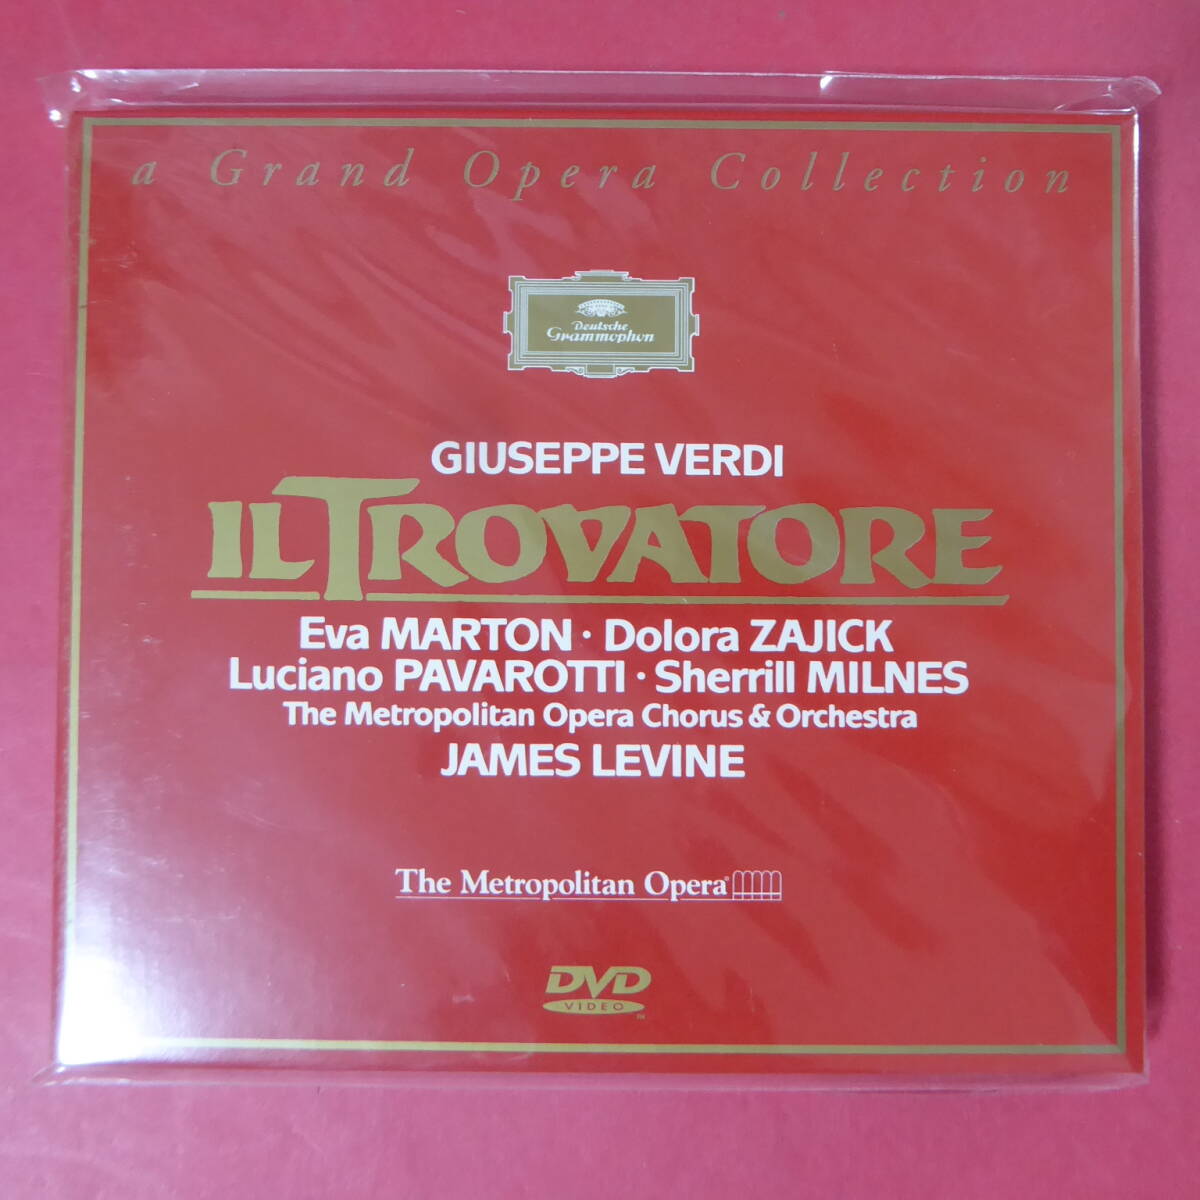 a Grand Opera Collection
Deutsche
Grammophon
GIUSEPPE VERDI
IL TROVATORE
Eva MARTON · Dolora ZAJICK
Luciano PAVAROTTI · Sherrill MILNES
The Metropolitan Opera Chorus & Orchestra
JAMES LEVINE
The Metropolitan Opera®
DVD
VIDEO
TM